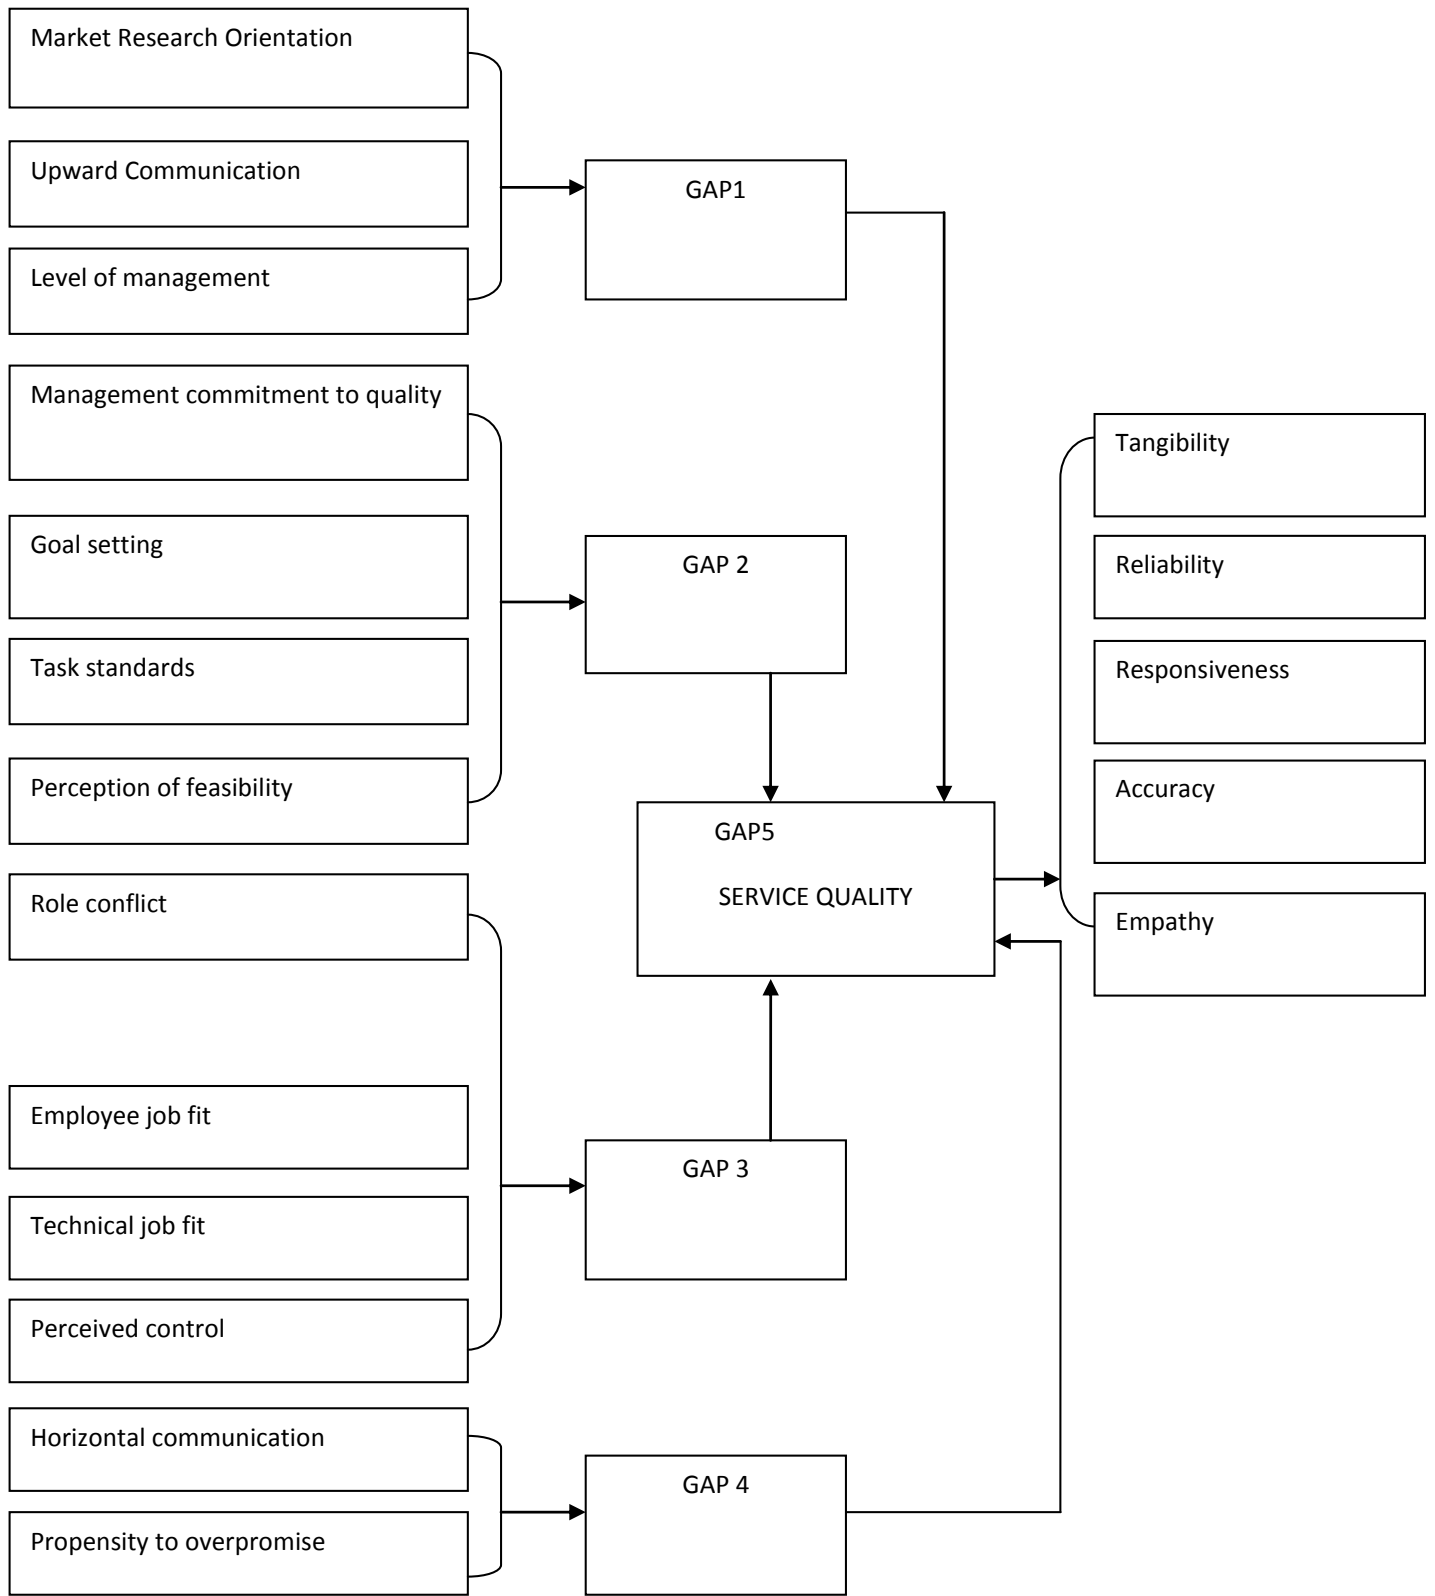 Market Research Orientation
Upward Communication
Level of management
Management commitment to quality
Goal setting
Task standards
Perception of feasibility
Role conflict
Employee job fit
Technical job fit
Perceived control
Horizontal communication
Propensity to overpromise
GAP1
GAP 2
GAP5
SERVICE QUALITY
GAP 3
GAP 4
Tangibility
Reliability
Responsiveness
Accuracy
Empathy